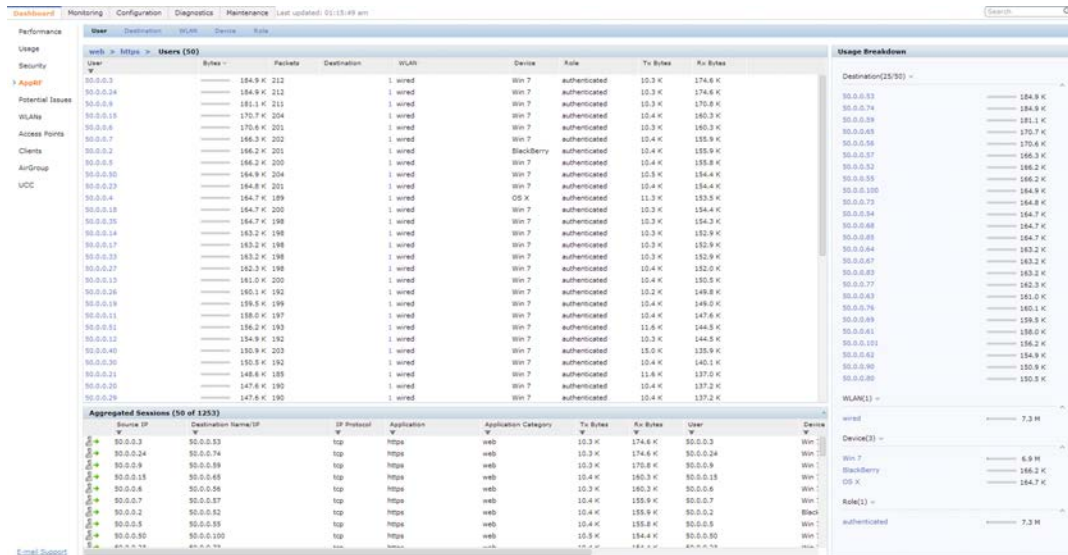 Dashboard Monitoring Configuration Diagnostics Maintenance Last updated: 01:15:49 am Search
Performance
Usage
Security
AppRF
Potential Issues
WLANs
Access Points
Clients
AirGroup
UCC
E-mail Support
User Destination WLAN Device Role
web > https > Users (50)
User Bytes Packets Destination WLAN Device Role Tx Bytes Rx Bytes
50.0.0.3 184.9 K 212 1 wired Win 7 authenticated 10.3 K 174.6 K
50.0.0.24 184.9 K 212 1 wired Win 7 authenticated 10.3 K 174.6 K
50.0.0.9 181.1 K 211 1 wired Win 7 authenticated 10.3 K 170.8 K
50.0.0.15 170.7 K 204 1 wired Win 7 authenticated 10.4 K 160.3 K
50.0.0.6 170.6 K 201 1 wired Win 7 authenticated 10.3 K 160.3 K
50.0.0.7 166.3 K 202 1 wired Win 7 authenticated 10.4 K 155.9 K
50.0.0.2 166.2 K 201 1 wired BlackBerry authenticated 10.4 K 155.9 K
50.0.0.5 166.2 K 200 1 wired Win 7 authenticated 10.4 K 155.8 K
50.0.0.50 164.9 K 204 1 wired Win 7 authenticated 10.5 K 154.4 K
50.0.0.23 164.8 K 201 1 wired Win 7 authenticated 10.4 K 154.4 K
50.0.0.4 164.7 K 189 1 wired OS X authenticated 11.3 K 153.5 K
50.0.0.18 164.7 K 200 1 wired Win 7 authenticated 10.3 K 154.4 K
50.0.0.35 164.7 K 198 1 wired Win 7 authenticated 10.3 K 154.3 K
50.0.0.14 163.2 K 198 1 wired Win 7 authenticated 10.3 K 152.9 K
50.0.0.17 163.2 K 198 1 wired Win 7 authenticated 10.3 K 152.9 K
50.0.0.33 163.2 K 198 1 wired Win 7 authenticated 10.3 K 152.9 K
50.0.0.27 162.3 K 198 1 wired Win 7 authenticated 10.4 K 152.0 K
50.0.0.13 161.0 K 200 1 wired Win 7 authenticated 10.4 K 150.5 K
50.0.0.26 160.1 K 192 1 wired Win 7 authenticated 10.2 K 149.8 K
50.0.0.19 159.5 K 199 1 wired Win 7 authenticated 10.4 K 149.0 K
50.0.0.11 158.0 K 197 1 wired Win 7 authenticated 10.4 K 147.6 K
50.0.0.51 156.2 K 193 1 wired Win 7 authenticated 11.6 K 144.5 K
50.0.0.12 154.9 K 192 1 wired Win 7 authenticated 10.3 K 144.5 K
50.0.0.40 150.9 K 203 1 wired Win 7 authenticated 15.0 K 135.9 K
50.0.0.30 150.5 K 192 1 wired Win 7 authenticated 10.4 K 140.1 K
50.0.0.21 148.6 K 185 1 wired Win 7 authenticated 11.6 K 137.0 K
50.0.0.20 147.6 K 190 1 wired Win 7 authenticated 10.4 K 137.2 K
50.0.0.29 147.6 K 190 1 wired Win 7 authenticated 10.4 K 137.2 K
Aggregated Sessions (50 of 1253)
Source IP Destination Name/IP IP Protocol Application Application Category Tx Bytes Rx Bytes User Device
50.0.0.3 50.0.0.53 tcp https web 10.3 K 174.6 K 50.0.0.3 Win
50.0.0.24 50.0.0.74 tcp https web 10.3 K 174.6 K 50.0.0.24 Win
50.0.0.9 50.0.0.59 tcp https web 10.3 K 170.8 K 50.0.0.9 Win
50.0.0.15 50.0.0.65 tcp https web 10.4 K 160.3 K 50.0.0.15 Win
50.0.0.6 50.0.0.56 tcp https web 10.3 K 160.3 K 50.0.0.6 Win
50.0.0.7 50.0.0.57 tcp https web 10.4 K 155.9 K 50.0.0.7 Win
50.0.0.2 50.0.0.52 tcp https web 10.4 K 155.9 K 50.0.0.2 Black
50.0.0.5 50.0.0.55 tcp https web 10.4 K 155.8 K 50.0.0.5 Win
50.0.0.50 50.0.0.100 tcp https web 10.5 K 154.4 K 50.0.0.50 Win
Usage Breakdown
Destination(25/50)
50.0.0.53 184.9 K
50.0.0.74 184.9 K
50.0.0.59 181.1 K
50.0.0.65 170.7 K
50.0.0.56 170.6 K
50.0.0.57 166.3 K
50.0.0.52 166.2 K
50.0.0.55 166.2 K
50.0.0.100 164.9 K
50.0.0.73 164.8 K
50.0.0.54 164.7 K
50.0.0.68 164.7 K
50.0.0.85 164.7 K
50.0.0.64 163.2 K
50.0.0.67 163.2 K
50.0.0.83 163.2 K
50.0.0.77 162.3 K
50.0.0.63 161.0 K
50.0.0.76 160.1 K
50.0.0.69 159.5 K
50.0.0.61 158.0 K
50.0.0.101 156.2 K
50.0.0.62 154.9 K
50.0.0.90 150.9 K
50.0.0.80 150.5 K
WLAN(1)
wired 7.3 M
Device(3)
Win 7 6.9 M
BlackBerry 166.2 K
OS X 164.7 K
Role(1)
authenticated 7.3 M